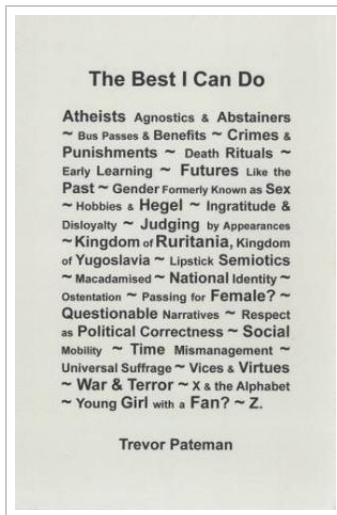 The Best I Can Do
Atheists Agnostics & Abstainers
~ Bus Passes & Benefits ~ Crimes &
Punishments ~ Death Rituals ~
Early Learning ~ Futures Like the
Past ~ Gender Formerly Known as Sex
~ Hobbies & Hegel ~ Ingratitude &
Disloyalty ~ Judging by Appearances
~ Kingdom of Ruritania, Kingdom
of Yugoslavia ~ Lipstick Semiotics
~ Macadamised ~ National Identity ~
Ostentation ~ Passing for Female? ~
Questionable Narratives ~ Respect
as Political Correctness ~ Social
Mobility ~ Time Mismanagement ~
Universal Suffrage ~ Vices & Virtues
~ War & Terror ~ X & the Alphabet
~ Young Girl with a Fan? ~ Z.
Trevor Pateman